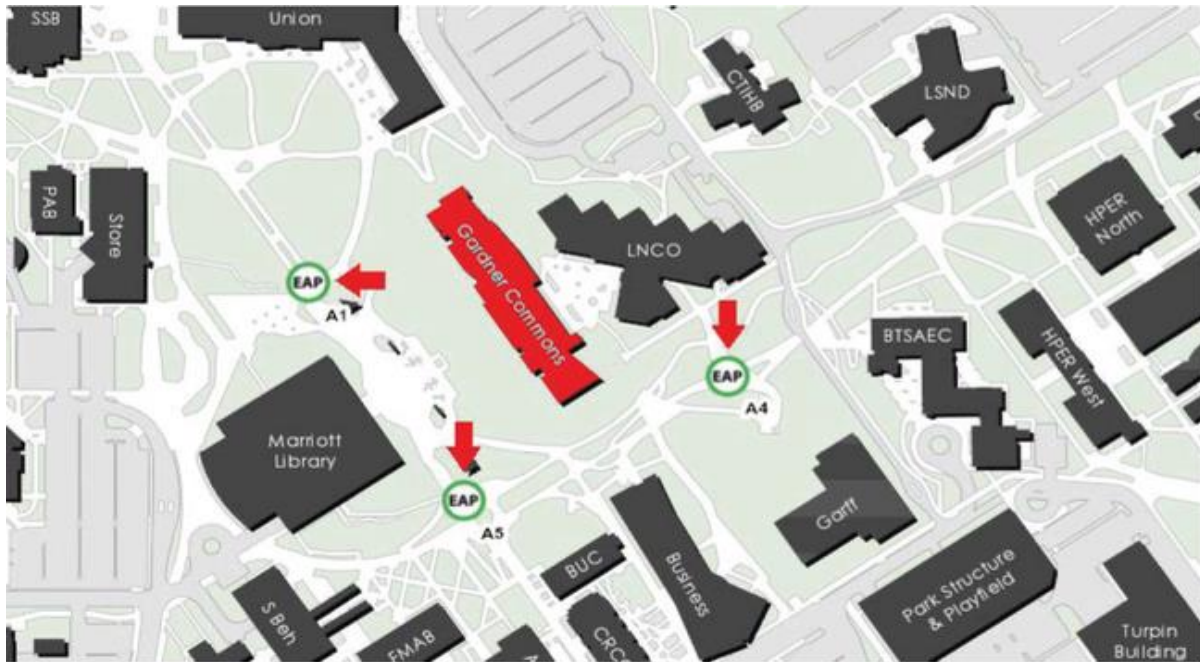 SSB
Union
CTIHB
LSND
PAB
Store
Gardner Commons
LNCO
HPER
North
EAP
A1
EAP
A4
BTSAEC
HPER West
Marriott
Library
EAP
A5
Garff
BUC
Business
Park Structure
& Playfield
S Beh
FMAB
CRCC
Turpin
Building